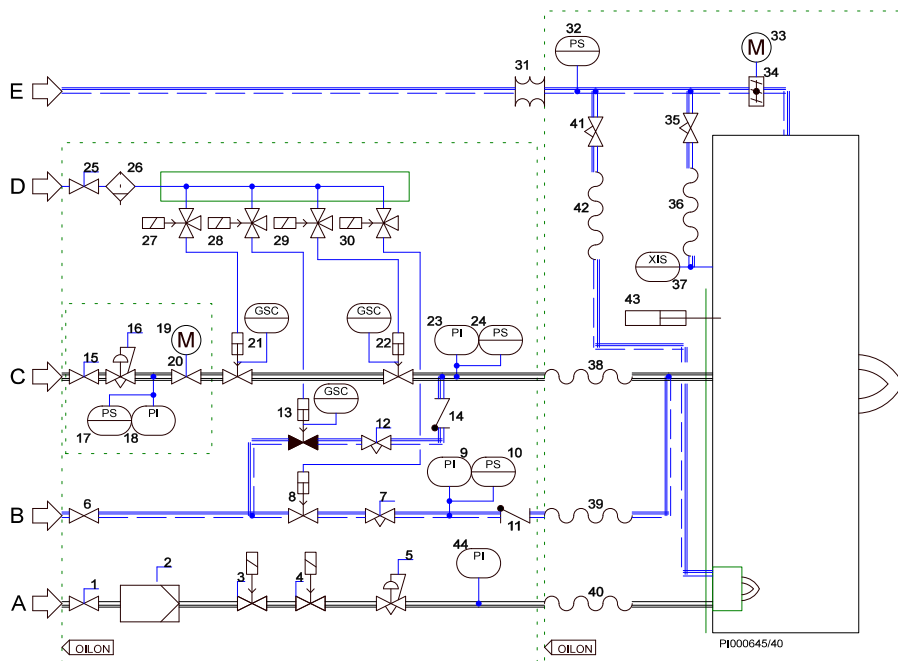 32
PS
33
M
E
31
34
41
35
D
25
26
27
28
29
30
42
36
XIS
37
43
GSC
GSC
21
22
23
PI
24
PS
C
15
16
19
M
20
38
PS
PI
17
18
13
GSC
12
14
9
PI
PS
10
B
6
8
7
11
39
A
1
2
3
4
5
44
PI
40
OILON
OILON
PI000645/40